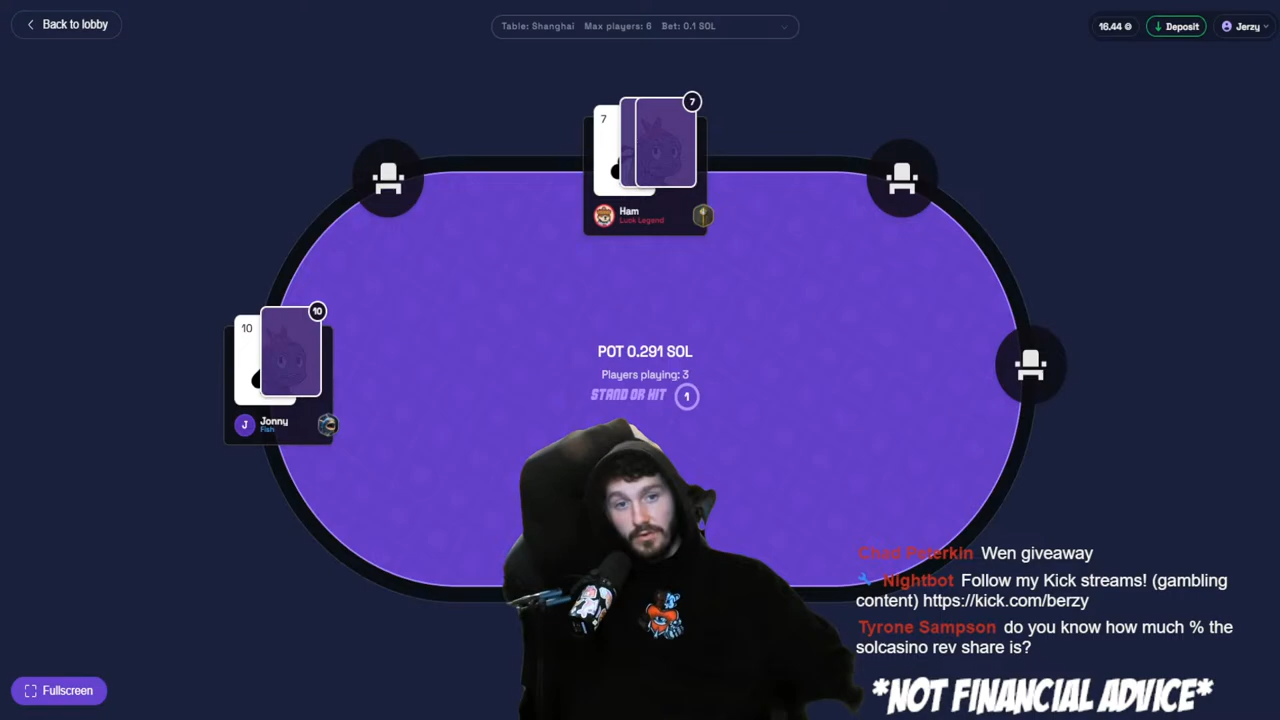 Back to lobby
Table: Shanghai Max players: 6 Bet: 0.1 SOL
16.44
Deposit
Jerzy
7
7
Ham
Luck Legend
10
10
J
Jonny
Fish
POT 0.291 SOL
Players playing: 3
STAND OR HIT 1
Chad Peterkin Wen giveaway
Nightbot Follow my Kick streams! (gambling
content) https://kick.com/berzy
Tyrone Sampson do you know how much % the
solcasino rev share is?
*NOT FINANCIAL ADVICE*
Fullscreen